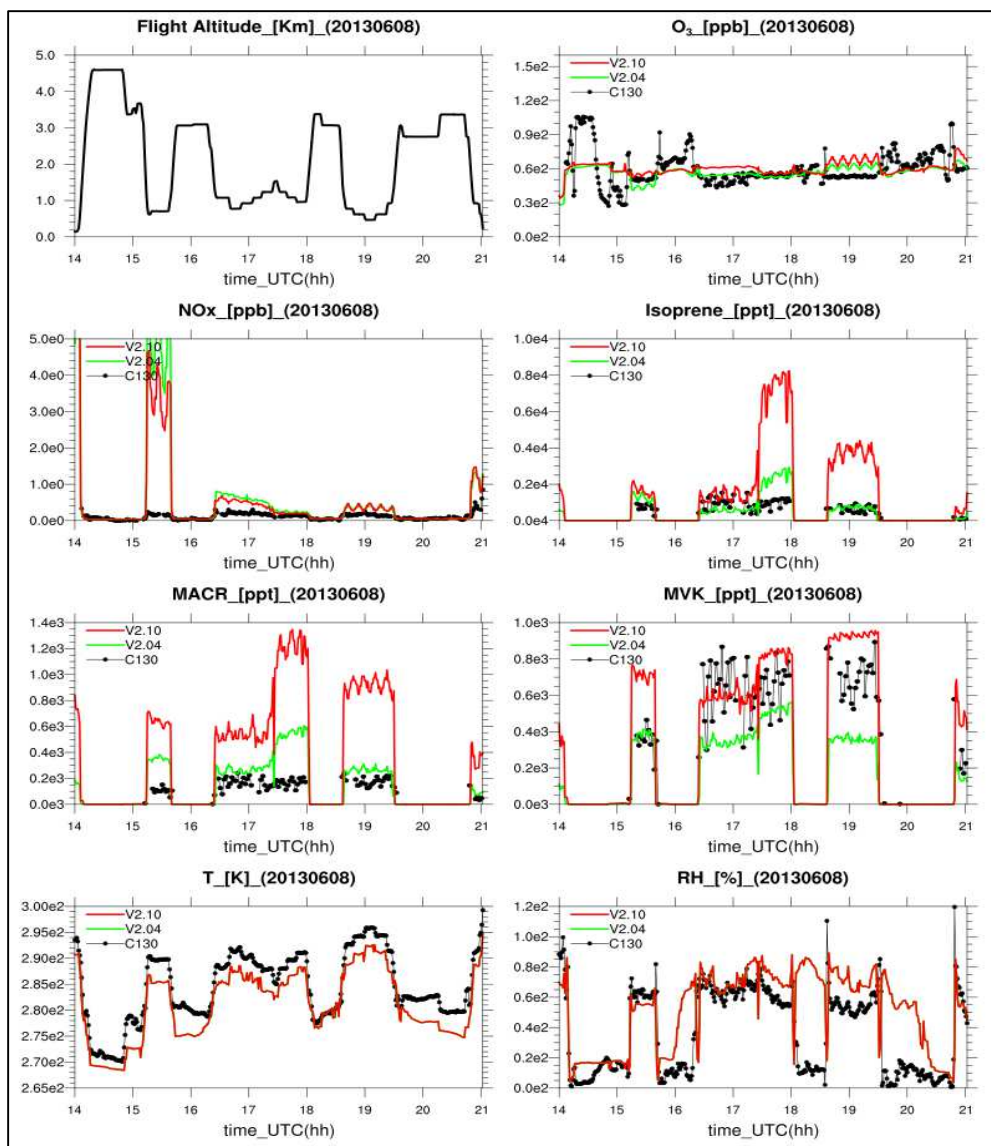 Flight Altitude_[Km]_(20130608)
5.0
4.0
3.0
2.0
1.0
0.0
14 15 16 17 18 19 20 21
time_UTC(hh)
O3_[ppb]_(20130608)
V2.10
V2.04
C130
1.5e2
1.2e2
0.9e2
0.6e2
0.3e2
0.0e2
14 15 16 17 18 19 20 21
time_UTC(hh)
NOx_[ppb]_(20130608)
V2.10
V2.04
C130
5.0e0
4.0e0
3.0e0
2.0e0
1.0e0
0.0e0
14 15 16 17 18 19 20 21
time_UTC(hh)
Isoprene_[ppt]_(20130608)
V2.10
V2.04
C130
1.0e4
0.8e4
0.6e4
0.4e4
0.2e4
0.0e4
14 15 16 17 18 19 20 21
time_UTC(hh)
MACR_[ppt]_(20130608)
V2.10
V2.04
C130
1.4e3
1.2e3
1.0e3
0.8e3
0.6e3
0.4e3
0.2e3
0.0e3
14 15 16 17 18 19 20 21
time_UTC(hh)
MVK_[ppt]_(20130608)
V2.10
V2.04
C130
1.0e3
0.8e3
0.6e3
0.4e3
0.2e3
0.0e3
14 15 16 17 18 19 20 21
time_UTC(hh)
T_[K]_(20130608)
V2.10
V2.04
C130
3.00e2
2.95e2
2.90e2
2.85e2
2.80e2
2.75e2
2.70e2
2.65e2
14 15 16 17 18 19 20 21
time_UTC(hh)
RH_[%]_(20130608)
V2.10
V2.04
C130
1.2e2
1.0e2
0.8e2
0.6e2
0.4e2
0.2e2
0.0e2
14 15 16 17 18 19 20 21
time_UTC(hh)